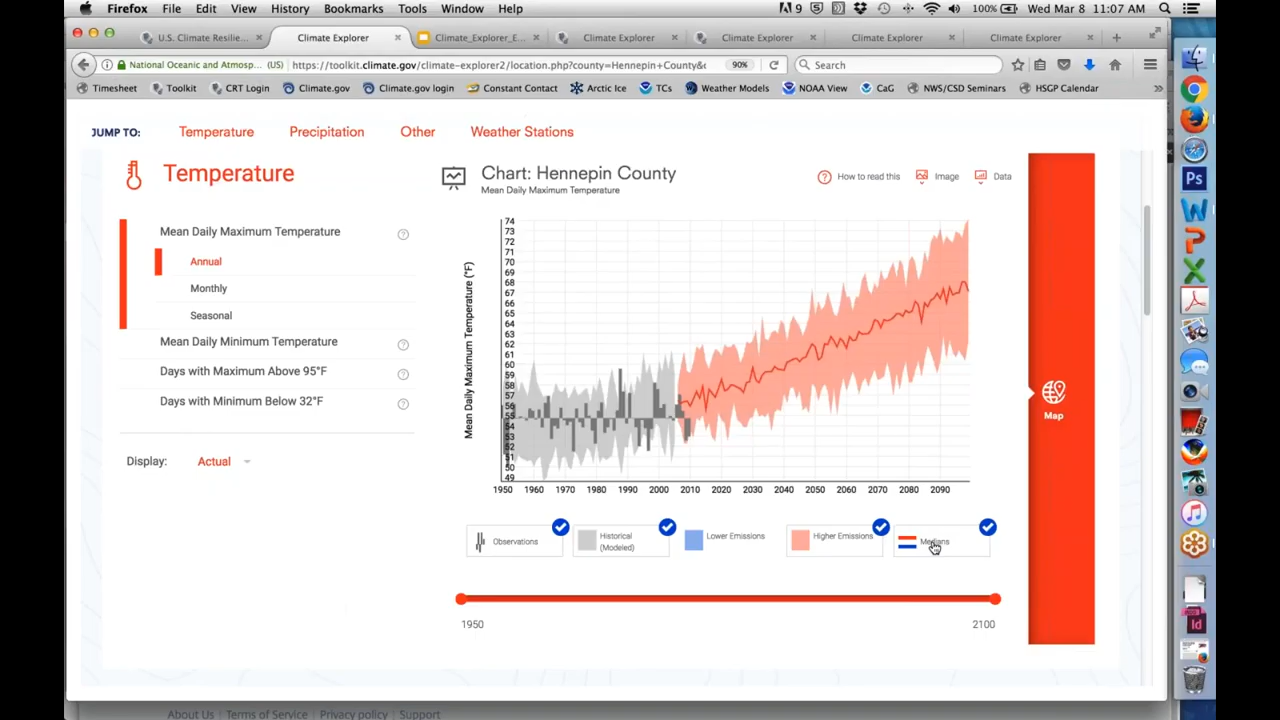 Firefox File Edit View History Bookmarks Tools Window Help 9 100% Wed Mar 8 11:07 AM
U.S. Climate Resilie... × Climate Explorer × Climate_Explorer_E... × Climate Explorer × Climate Explorer × Climate Explorer × Climate Explorer × +
National Oceanic and Atmosp... (US) https://toolkit.climate.gov/climate-explorer2/location.php?county=Hennepin+County&c 90% Search
Timesheet Toolkit CRT Login Climate.gov Climate.gov login Constant Contact Arctic Ice TCs Weather Models NOAA View CaG NWS/CSD Seminars HSGP Calendar >>
JUMP TO: Temperature Precipitation Other Weather Stations
Temperature
Mean Daily Maximum Temperature ?
Annual
Monthly
Seasonal
Mean Daily Minimum Temperature ?
Days with Maximum Above 95°F ?
Days with Minimum Below 32°F ?
Display: Actual
Chart: Hennepin County
Mean Daily Maximum Temperature
? How to read this Image Data
Mean Daily Maximum Temperature (°F)
74
73
72
71
70
69
68
67
66
65
64
63
62
61
60
59
58
57
56
55
54
53
52
51
50
49
1950 1960 1970 1980 1990 2000 2010 2020 2030 2040 2050 2060 2070 2080 2090
Observations
Historical
(Modeled)
Lower Emissions
Higher Emissions
Medians
1950 2100
Map
Ps
Id
About Us | Terms of Service | Privacy policy | Support